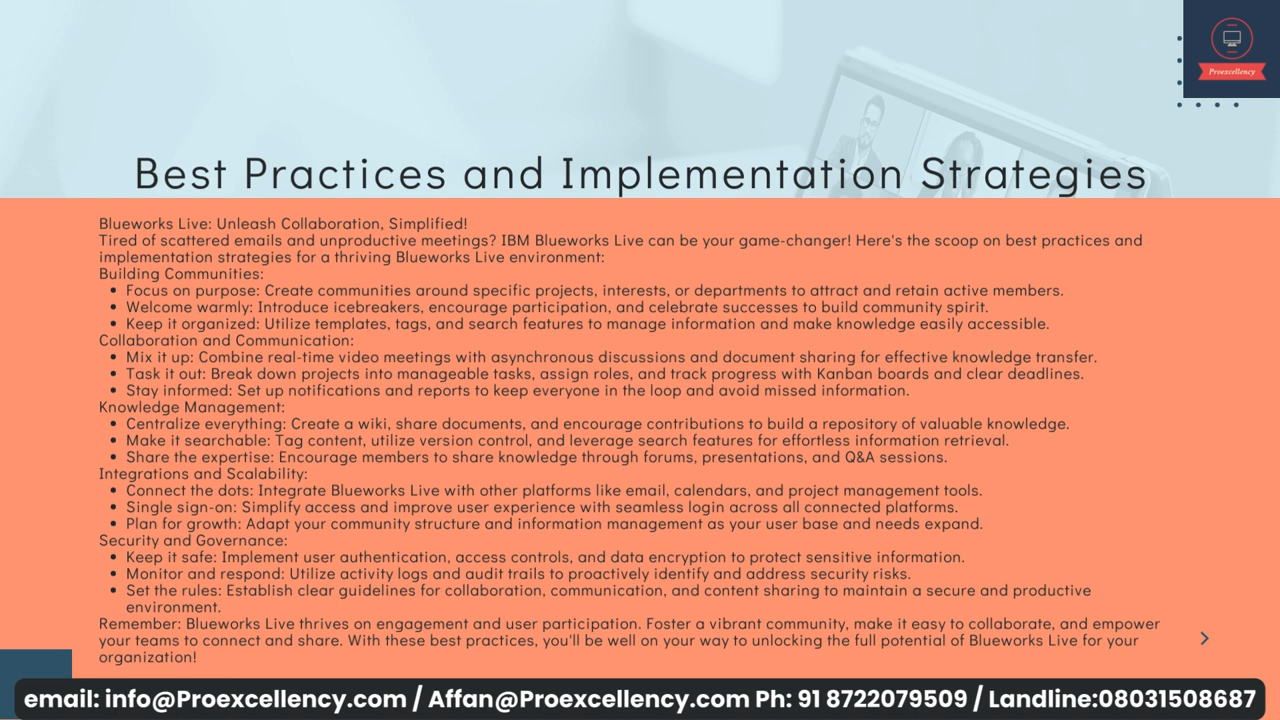 Proexcellency
Best Practices and Implementation Strategies
Blueworks Live: Unleash Collaboration, Simplified!
Tired of scattered emails and unproductive meetings? IBM Blueworks Live can be your game-changer! Here's the scoop on best practices and
implementation strategies for a thriving Blueworks Live environment:
Building Communities:
• Focus on purpose: Create communities around specific projects, interests, or departments to attract and retain active members.
• Welcome warmly: Introduce icebreakers, encourage participation, and celebrate successes to build community spirit.
• Keep it organized: Utilize templates, tags, and search features to manage information and make knowledge easily accessible.
Collaboration and Communication:
• Mix it up: Combine real-time video meetings with asynchronous discussions and document sharing for effective knowledge transfer.
• Task it out: Break down projects into manageable tasks, assign roles, and track progress with Kanban boards and clear deadlines.
• Stay informed: Set up notifications and reports to keep everyone in the loop and avoid missed information.
Knowledge Management:
• Centralize everything: Create a wiki, share documents, and encourage contributions to build a repository of valuable knowledge.
• Make it searchable: Tag content, utilize version control, and leverage search features for effortless information retrieval.
• Share the expertise: Encourage members to share knowledge through forums, presentations, and Q&A sessions.
Integrations and Scalability:
• Connect the dots: Integrate Blueworks Live with other platforms like email, calendars, and project management tools.
• Single sign-on: Simplify access and improve user experience with seamless login across all connected platforms.
• Plan for growth: Adapt your community structure and information management as your user base and needs expand.
Security and Governance:
• Keep it safe: Implement user authentication, access controls, and data encryption to protect sensitive information.
• Monitor and respond: Utilize activity logs and audit trails to proactively identify and address security risks.
• Set the rules: Establish clear guidelines for collaboration, communication, and content sharing to maintain a secure and productive
environment.
Remember: Blueworks Live thrives on engagement and user participation. Foster a vibrant community, make it easy to collaborate, and empower
your teams to connect and share. With these best practices, you'll be well on your way to unlocking the full potential of Blueworks Live for your
organization!
email: info@Proexcellency.com / Affan@Proexcellency.com Ph: 91 8722079509 / Landline:08031508687